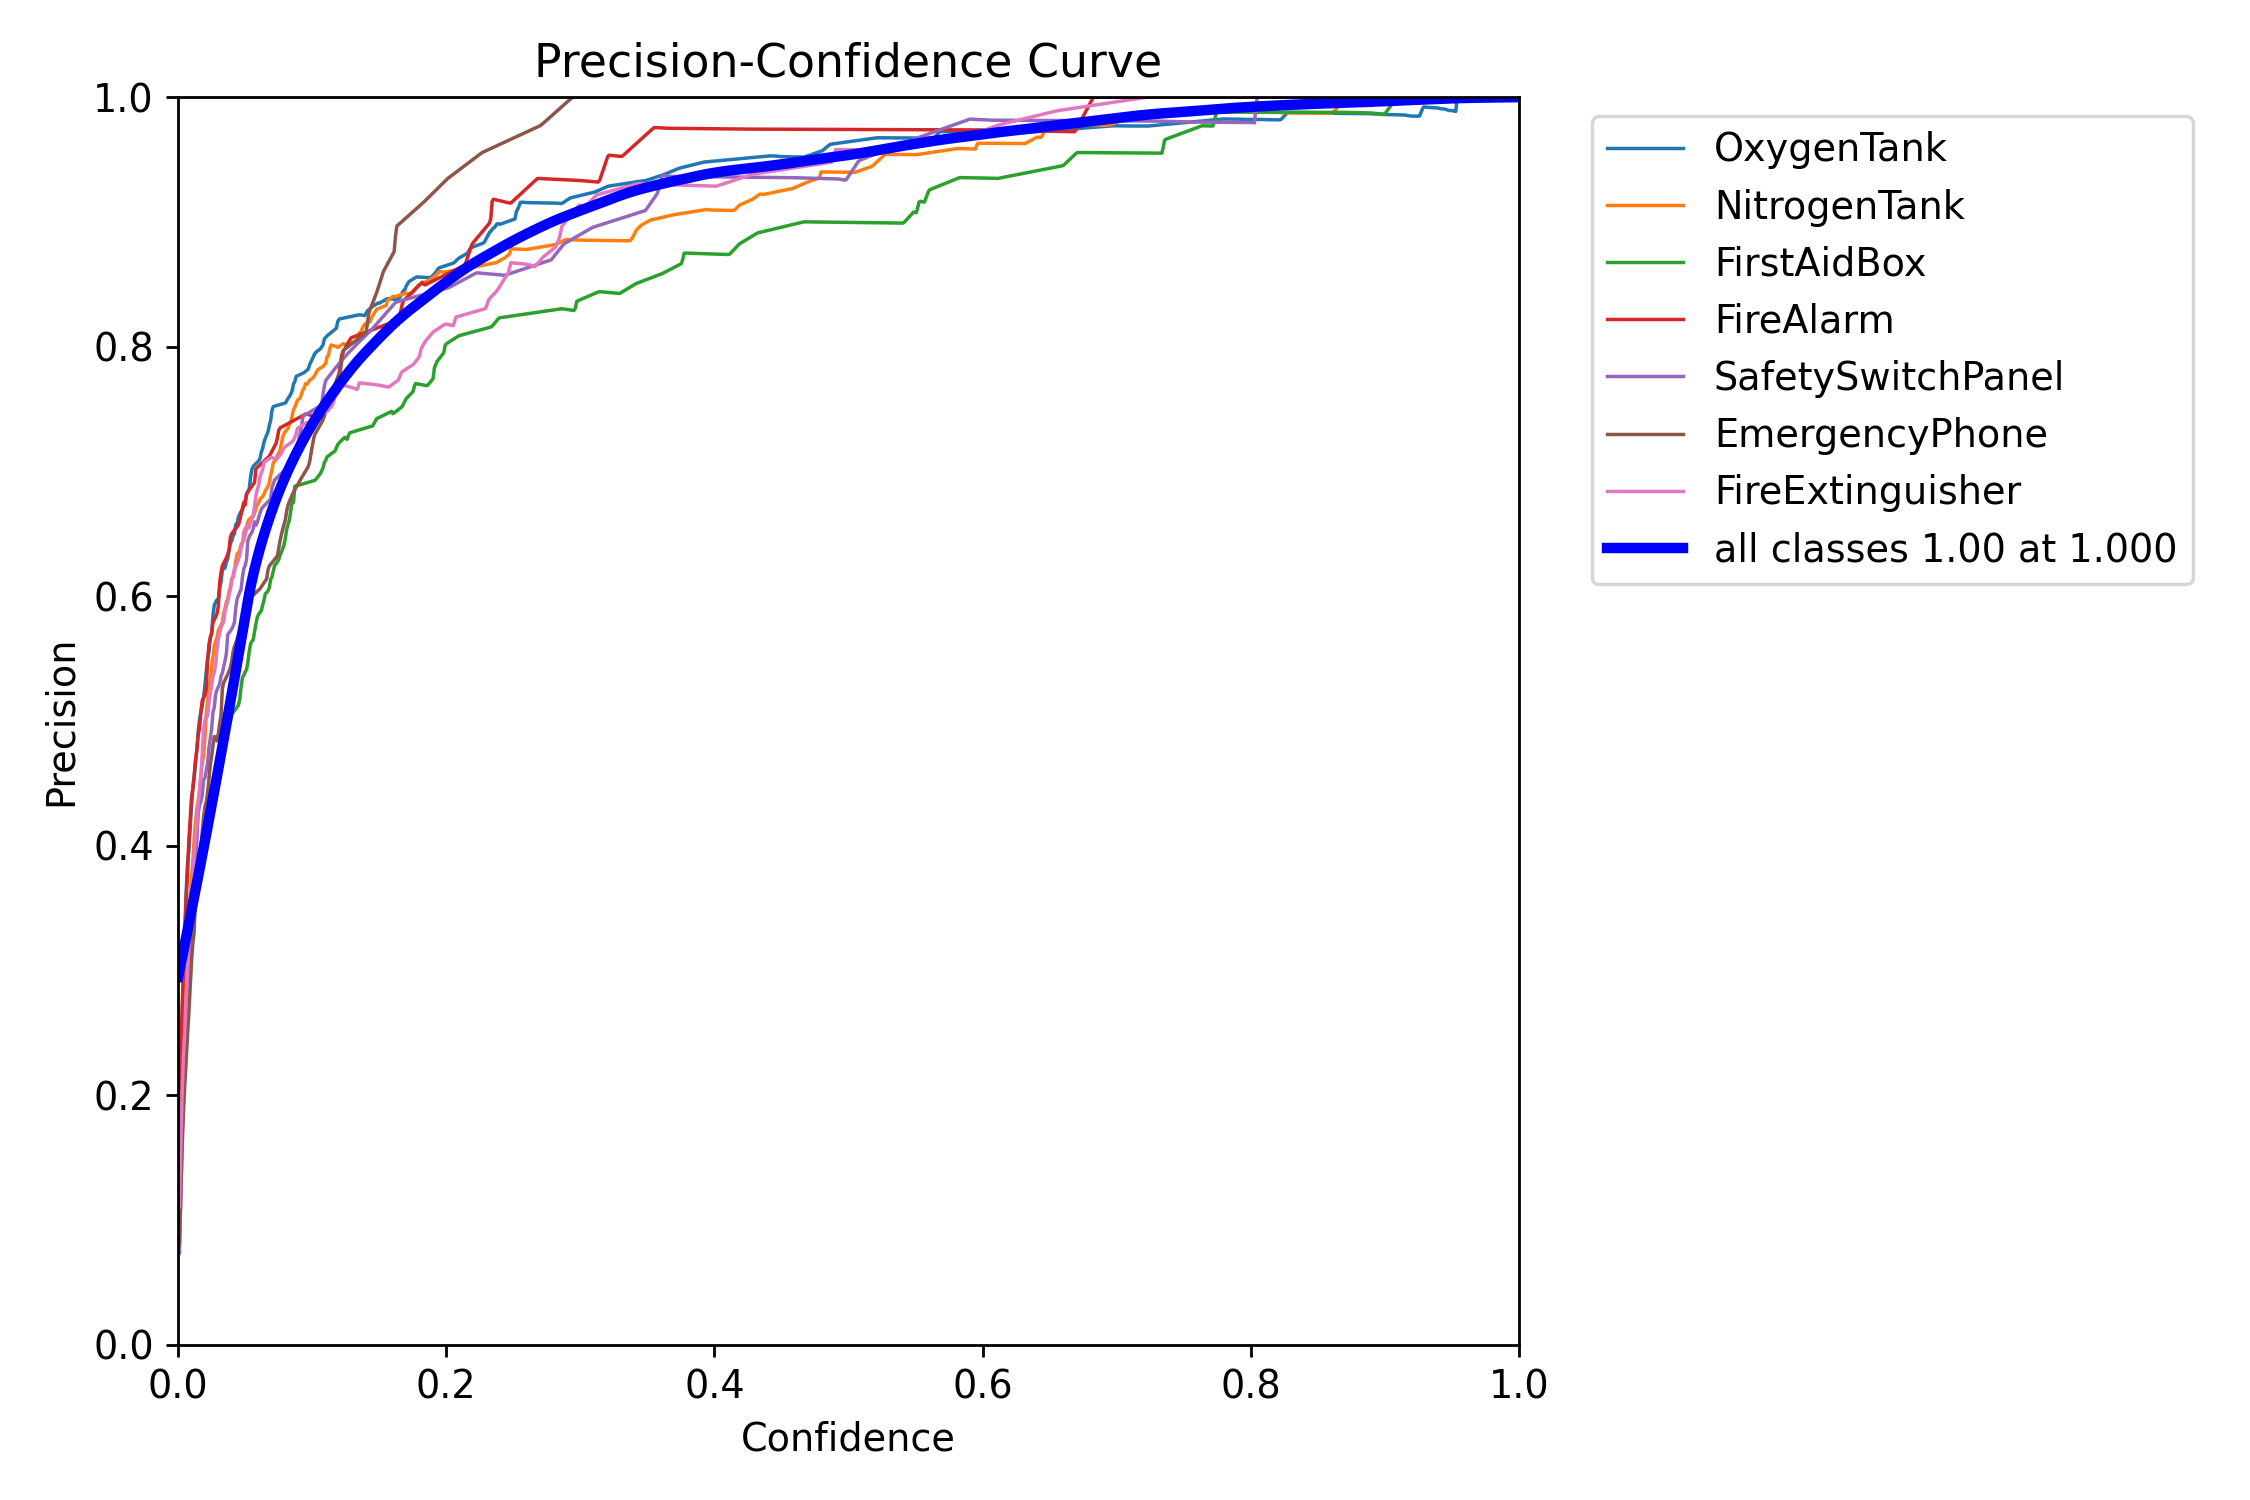 Precision-Confidence Curve
1.0
0.8
0.6
0.4
0.2
0.0
Precision
0.0 0.2 0.4 0.6 0.8 1.0
Confidence
OxygenTank
NitrogenTank
FirstAidBox
FireAlarm
SafetySwitchPanel
EmergencyPhone
FireExtinguisher
all classes 1.00 at 1.000